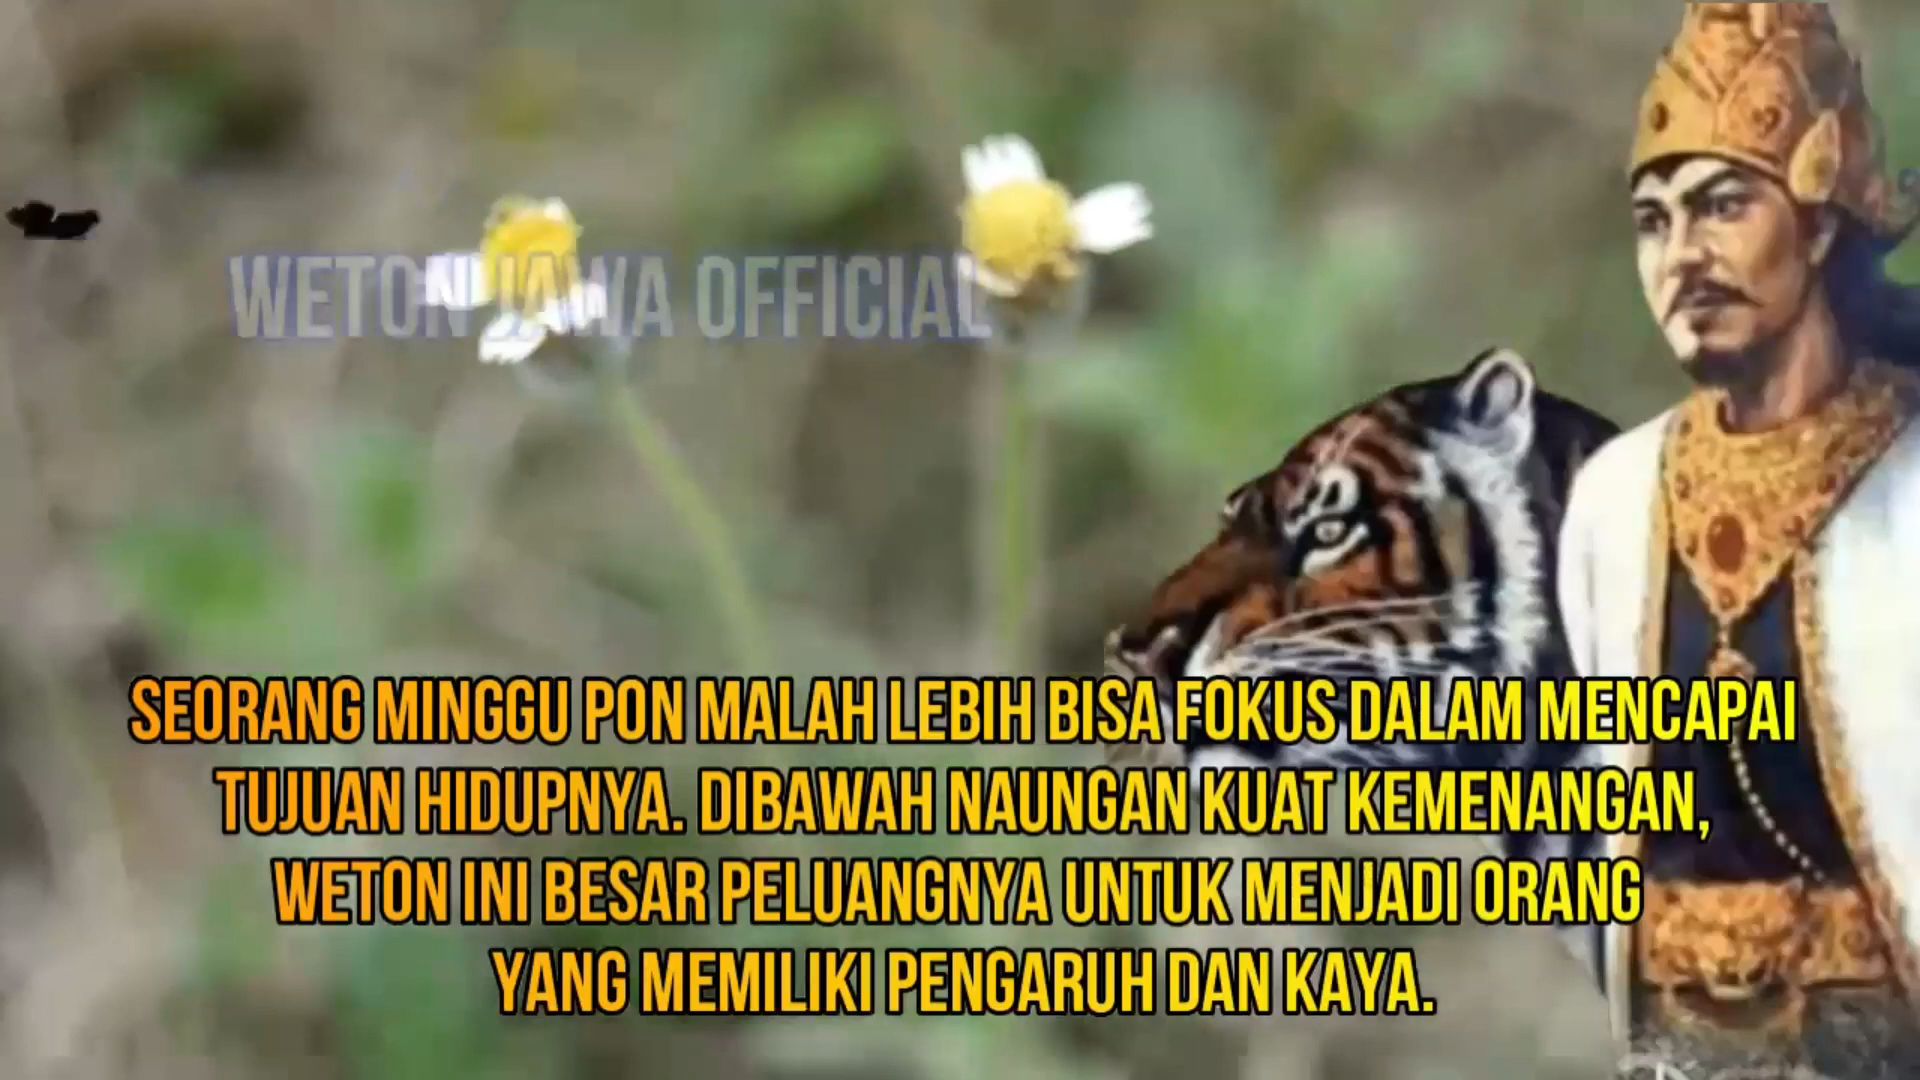 WETON JAWA OFFICIAL
SEORANG MINGGU PON MALAH LEBIH BISA FOKUS DALAM MENCAPAI
TUJUAN HIDUPNYA. DIBAWAH NAUNGAN KUAT KEMENANGAN,
WETON INI BESAR PELUANGNYA UNTUK MENJADI ORANG
YANG MEMILIKI PENGARUH DAN KAYA.